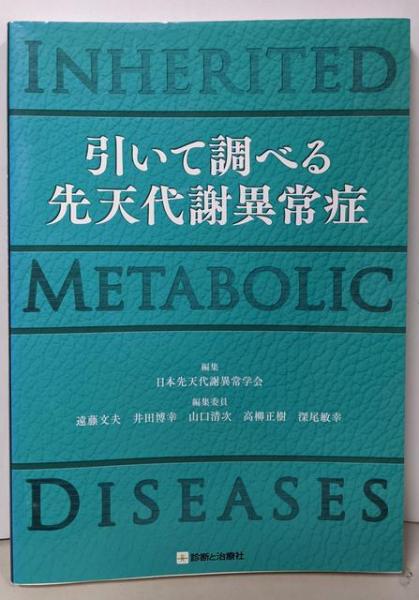 INHERITED
引いて調べる
先天代謝異常症
METABOLIC
編集
日本先天代謝異常学会
編集委員
遠藤文夫 井田博幸 山口清次 高柳正樹 深尾敏幸
DISEASES
診断と治療社